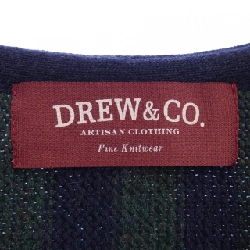 DREW & CO.
ARTISAN CLOTHING
Fine Knitwear